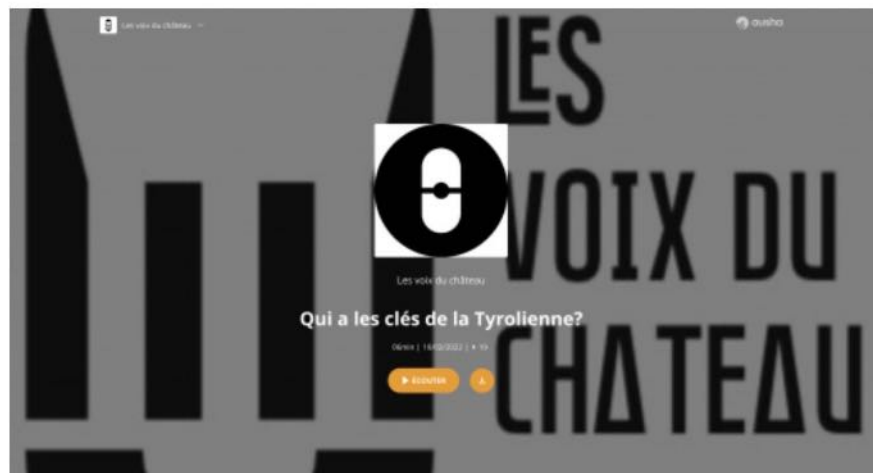 Les voix du château
ausha
LES
VOIX DU
CHATEAU
Les voix du château
Qui a les clés de la Tyrolienne?
ÉCOUTER